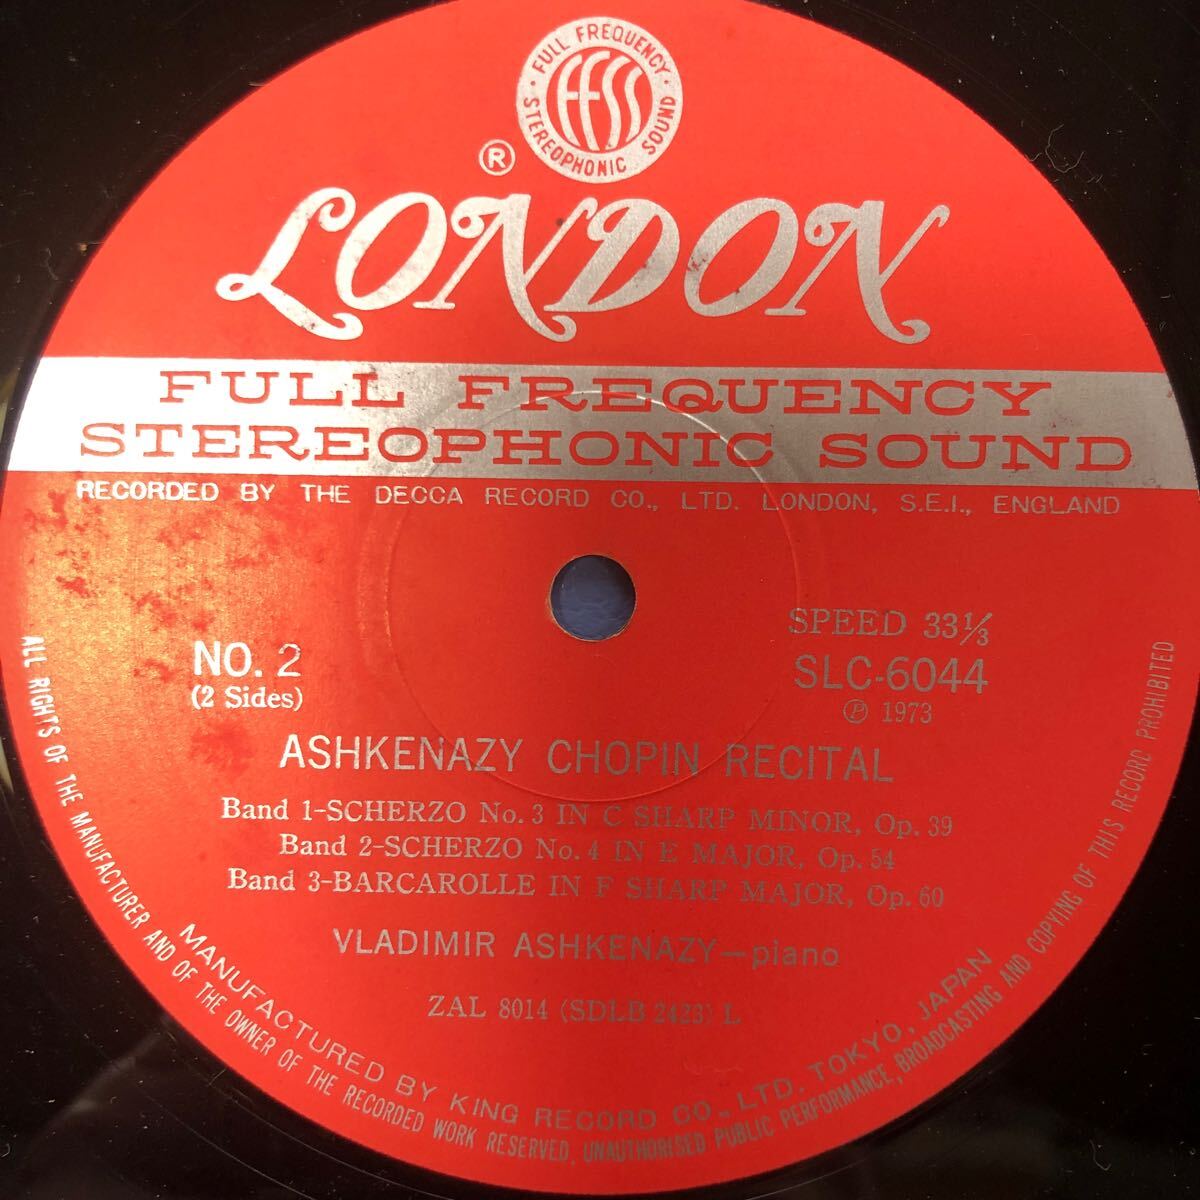 FULL FREQUENCY
STEREOPHONIC SOUND
FFSS
®
LONDON
FULL FREQUENCY
STEREOPHONIC SOUND
RECORDED BY THE DECCA RECORD CO., LTD. LONDON, S.E.I., ENGLAND
SPEED 33⅓
NO. 2
SLC-6044
(2 Sides)
℗ 1973
ASHKENAZY CHOPIN RECITAL
Band 1-SCHERZO No. 3 IN C SHARP MINOR, Op. 39
Band 2-SCHERZO No. 4 IN E MAJOR, Op. 54
Band 3-BARCAROLLE IN F SHARP MAJOR, Op. 60
VLADIMIR ASHKENAZY—piano
ZAL 8014 (SDLB 2423) L
MANUFACTURED BY KING RECORD CO., LTD. TOKYO, JAPAN
ALL RIGHTS OF THE MANUFACTURER AND OF THE OWNER OF THE RECORDED WORK RESERVED, UNAUTHORISED PUBLIC PERFORMANCE, BROADCASTING AND COPYING OF THIS RECORD PROHIBITED